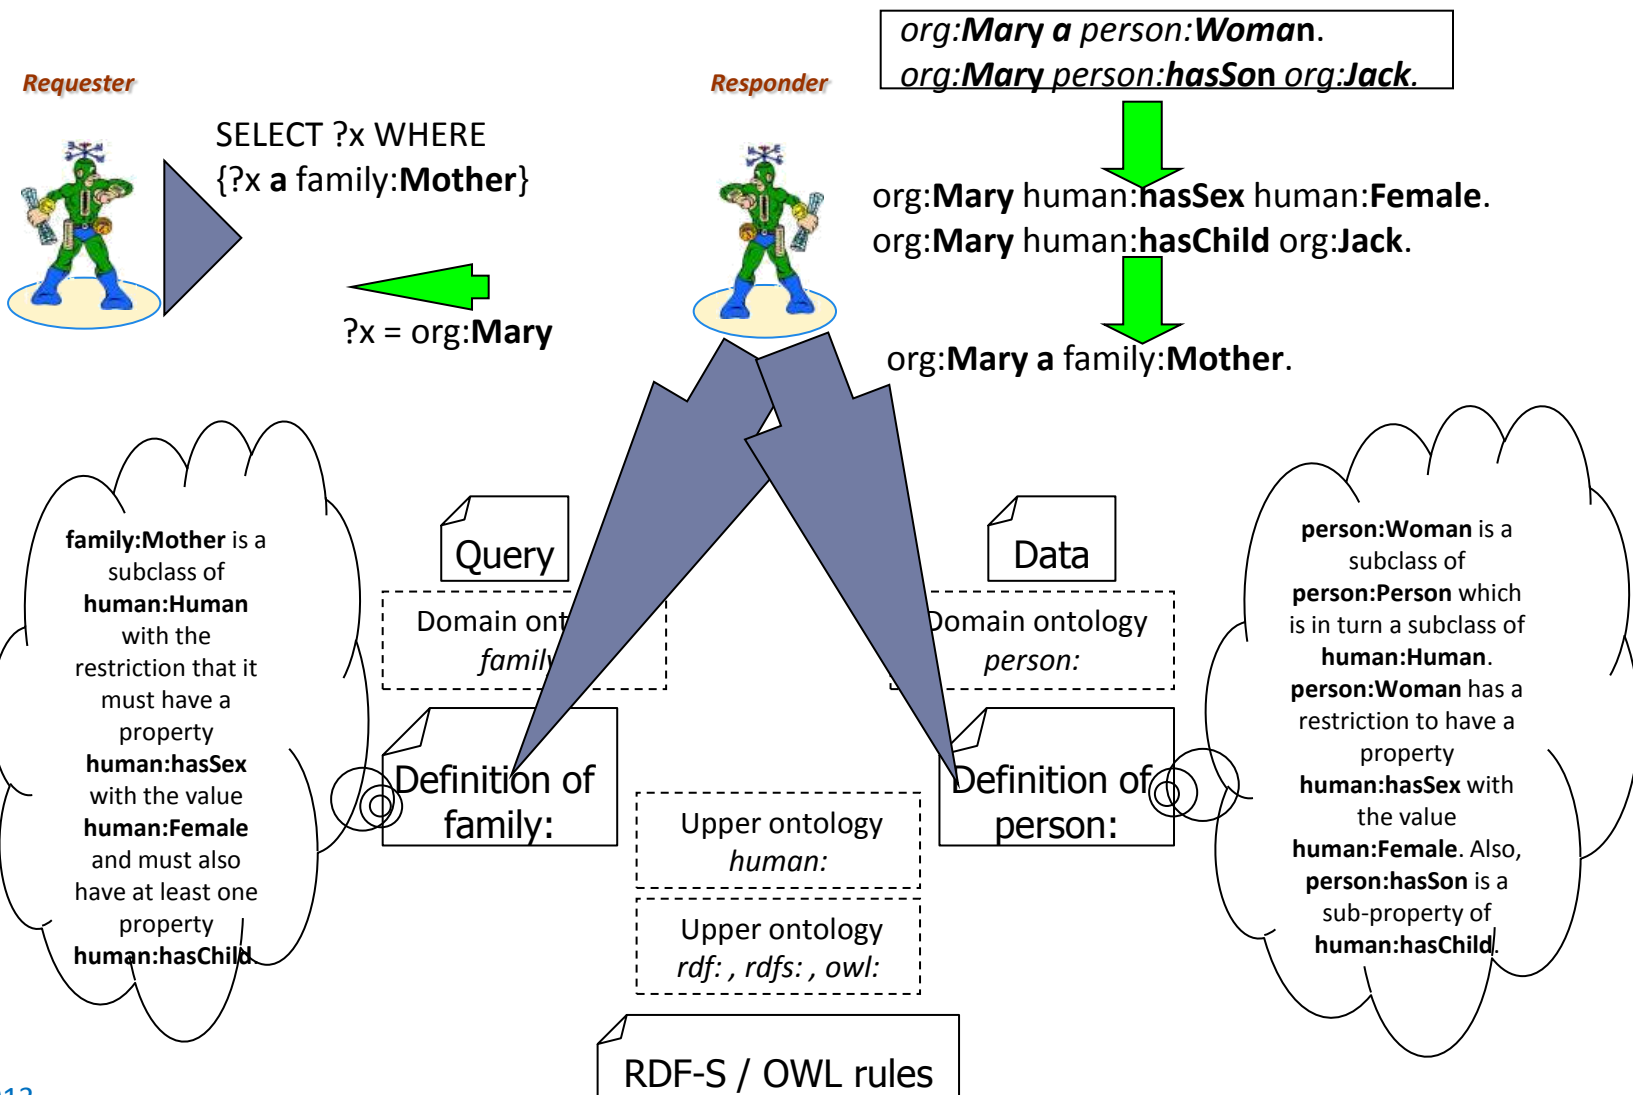 org:Mary a person:Woman.
org:Mary person:hasSon org:Jack.
Requester
Responder
SELECT ?x WHERE
{?x a family:Mother}
org:Mary human:hasSex human:Female.
org:Mary human:hasChild org:Jack.
?x = org:Mary
org:Mary a family:Mother.
family:Mother is a
subclass of
human:Human
with the
restriction that it
must have a
property
human:hasSex
with the value
human:Female
and must also
have at least one
property
human:hasChild.
Query
Domain
family
Definition of
family:
Data
Domain ontology
person:
Definition of
person:
person:Woman is a
subclass of
person:Person which
is in turn a subclass of
human:Human.
person:Woman has a
restriction to have a
property
human:hasSex with
the value
human:Female. Also,
person:hasSon is a
sub-property of
human:hasChild.
Upper ontology
human:
Upper ontology
rdf: , rdfs: , owl:
RDF-S / OWL rules